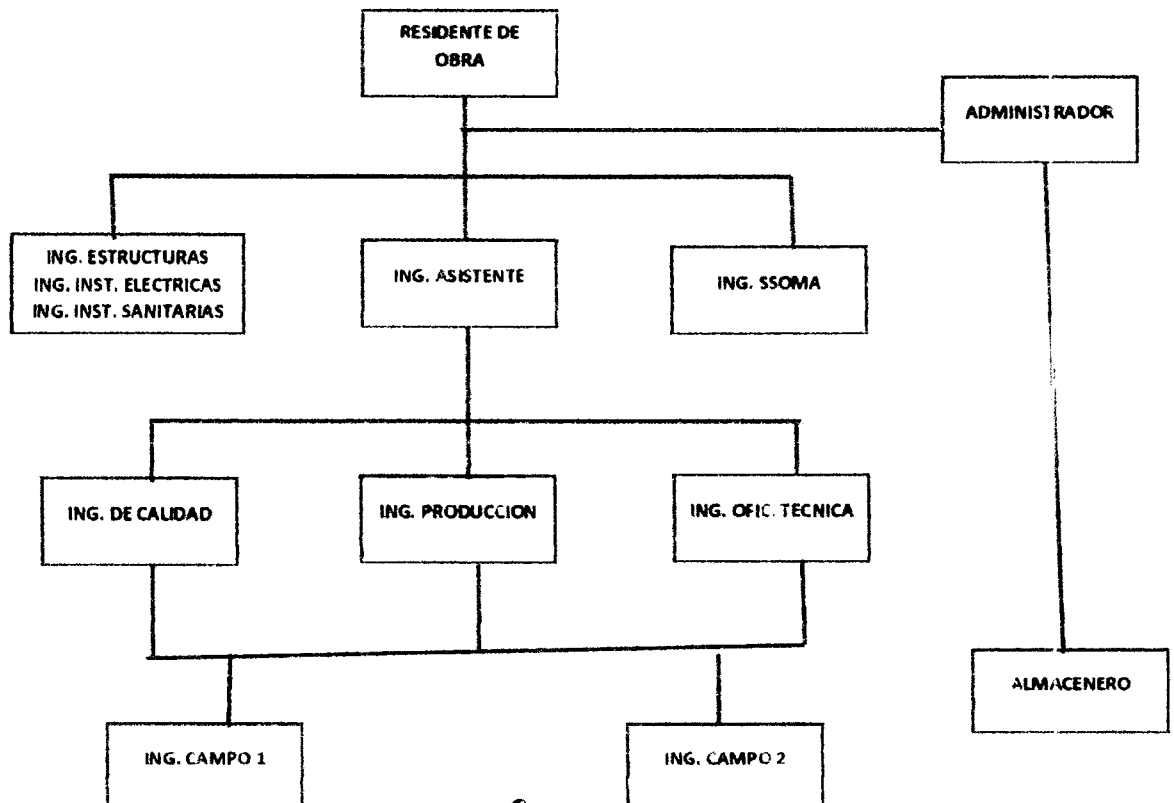 RESIDENTE DE
OBRA
ADMINISTRADOR
ING. ESTRUCTURAS
ING. INST. ELECTRICAS
ING. INST. SANITARIAS
ING. ASISTENTE
ING. SSOMA
ING. DE CALIDAD
ING. PRODUCCION
ING. OFIC. TECNICA
ALMACENERO
ING. CAMPO 1
ING. CAMPO 2